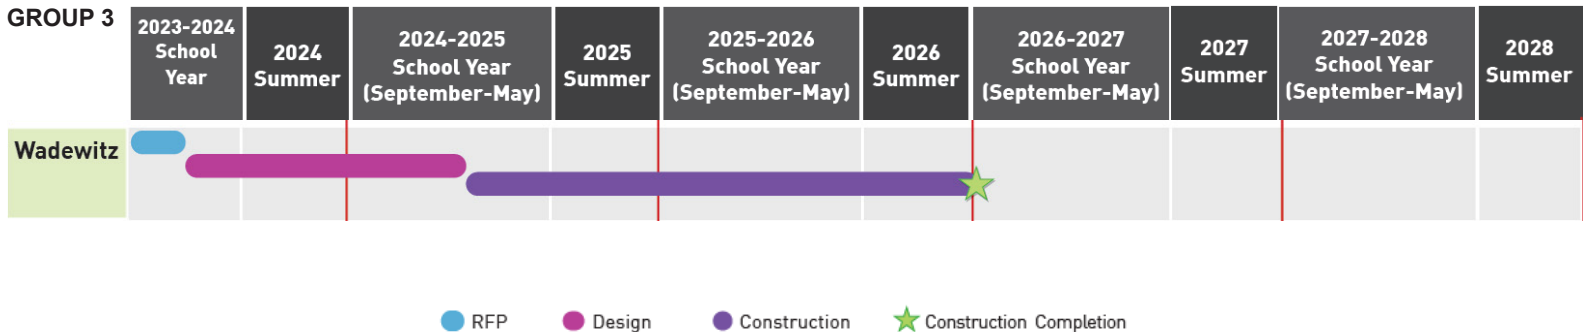 GROUP 3
2023-2024
School
Year
2024
Summer
2024-2025
School Year
(September-May)
2025
Summer
2025-2026
School Year
(September-May)
2026
Summer
2026-2027
School Year
(September-May)
2027
Summer
2027-2028
School Year
(September-May)
2028
Summer
Wadewitz
RFP
Design
Construction
Construction Completion